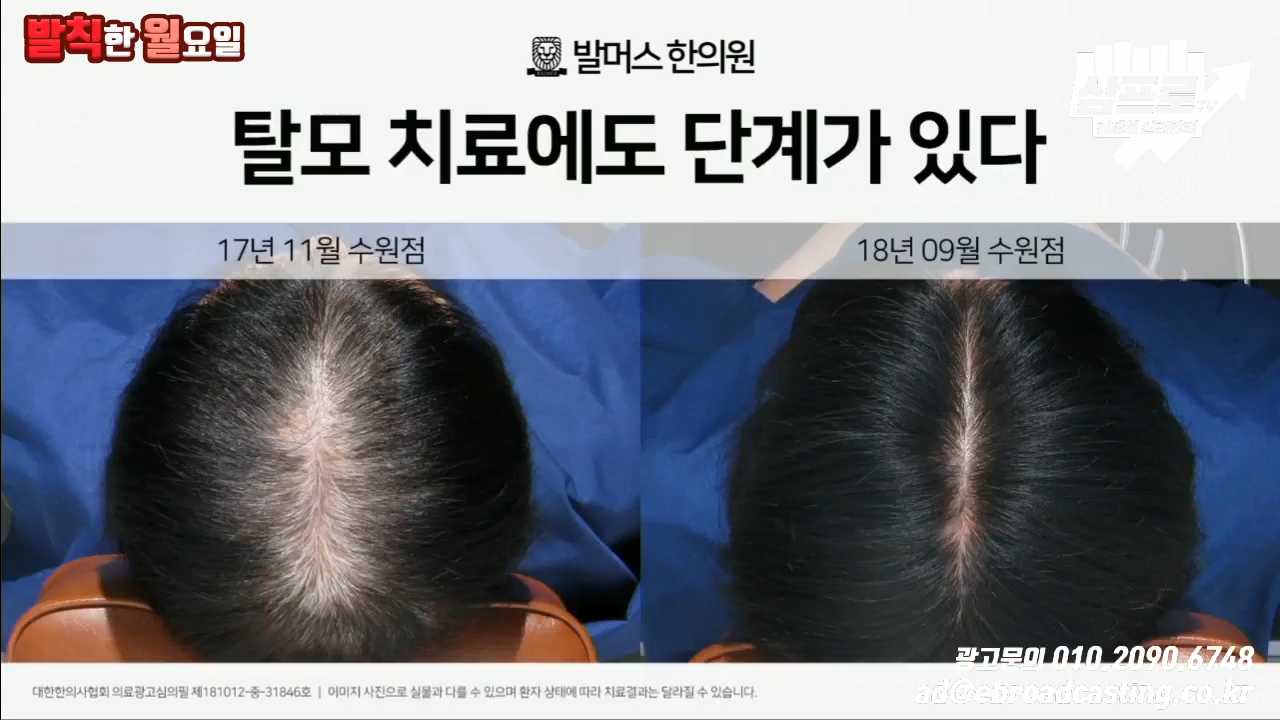 발칙한 월요일
발머스 한의원
삼프로TV
탈모 치료에도 단계가 있다
17년 11월 수원점
18년 09월 수원점
광고문의 010.2090.6748
ad@ebroadcasting.co.kr
대한한의사협회 의료광고심의필 제181012-중-31846호 | 이미지 사진으로 실물과 다를 수 있으며 환자 상태에 따라 치료결과는 달라질 수 있습니다.